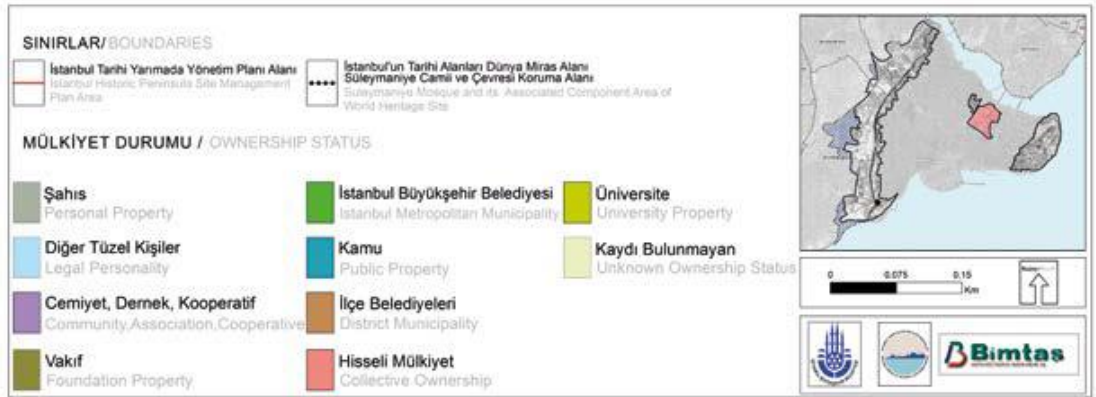 SINIRLAR/BOUNDARIES
İstanbul Tarihi Yarımada Yönetim Planı Alanı
Istanbul Historic Peninsula Site Management
Plan Area
İstanbul'un Tarihi Alanları Dünya Miras Alanı
Süleymaniye Camii ve Çevresi Koruma Alanı
Suleymaniye Mosque and its Associated Component Area of
World Heritage Site
MÜLKİYET DURUMU / OWNERSHIP STATUS
Şahıs
Personal Property
Diğer Tüzel Kişiler
Legal Personality
Cemiyet, Dernek, Kooperatif
Community,Association,Cooperative
Vakıf
Foundation Property
İstanbul Büyükşehir Belediyesi
Istanbul Metropolitan Municipality
Kamu
Public Property
İlçe Belediyeleri
District Municipality
Hisseli Mülkiyet
Collective Ownership
Üniversite
University Property
Kaydı Bulunmayan
Unknown Ownership Status
0 0.075 0.15
Km
Bimtaş